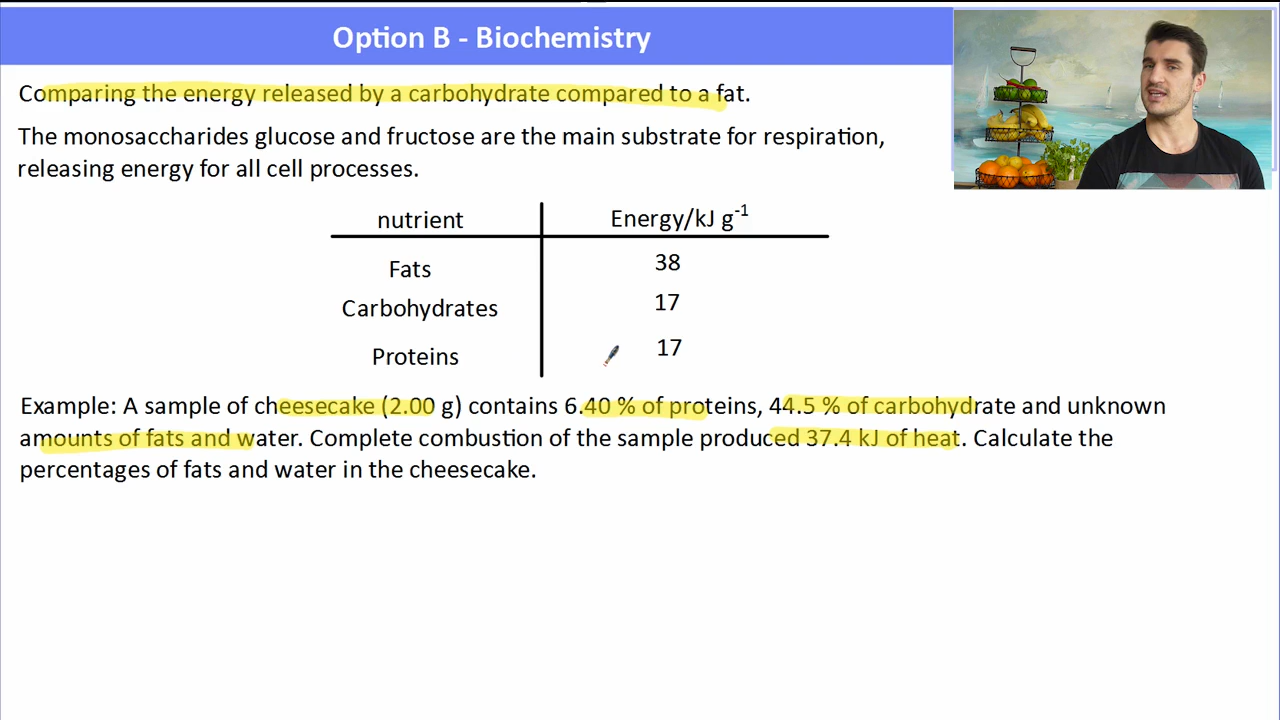 Option B - Biochemistry
Comparing the energy released by a carbohydrate compared to a fat.
The monosaccharides glucose and fructose are the main substrate for respiration,
releasing energy for all cell processes.
nutrient Energy/kJ g⁻¹
Fats 38
Carbohydrates 17
Proteins 17
Example: A sample of cheesecake (2.00 g) contains 6.40 % of proteins, 44.5 % of carbohydrate and unknown
amounts of fats and water. Complete combustion of the sample produced 37.4 kJ of heat. Calculate the
percentages of fats and water in the cheesecake.